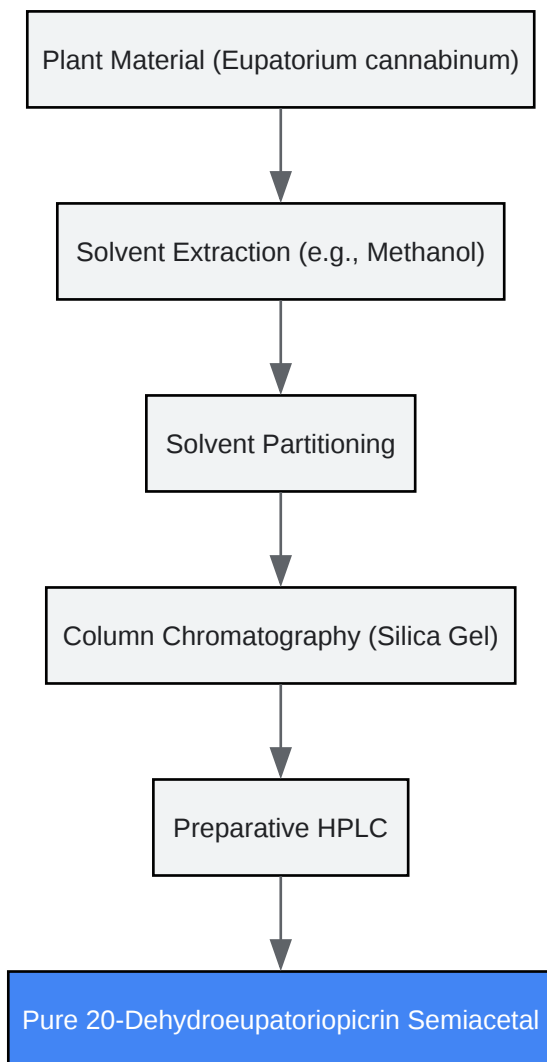 Plant Material (Eupatorium cannabinum)
Solvent Extraction (e.g., Methanol)
Solvent Partitioning
Column Chromatography (Silica Gel)
Preparative HPLC
Pure 20-Dehydroeupatoriopicrin Semiacetal